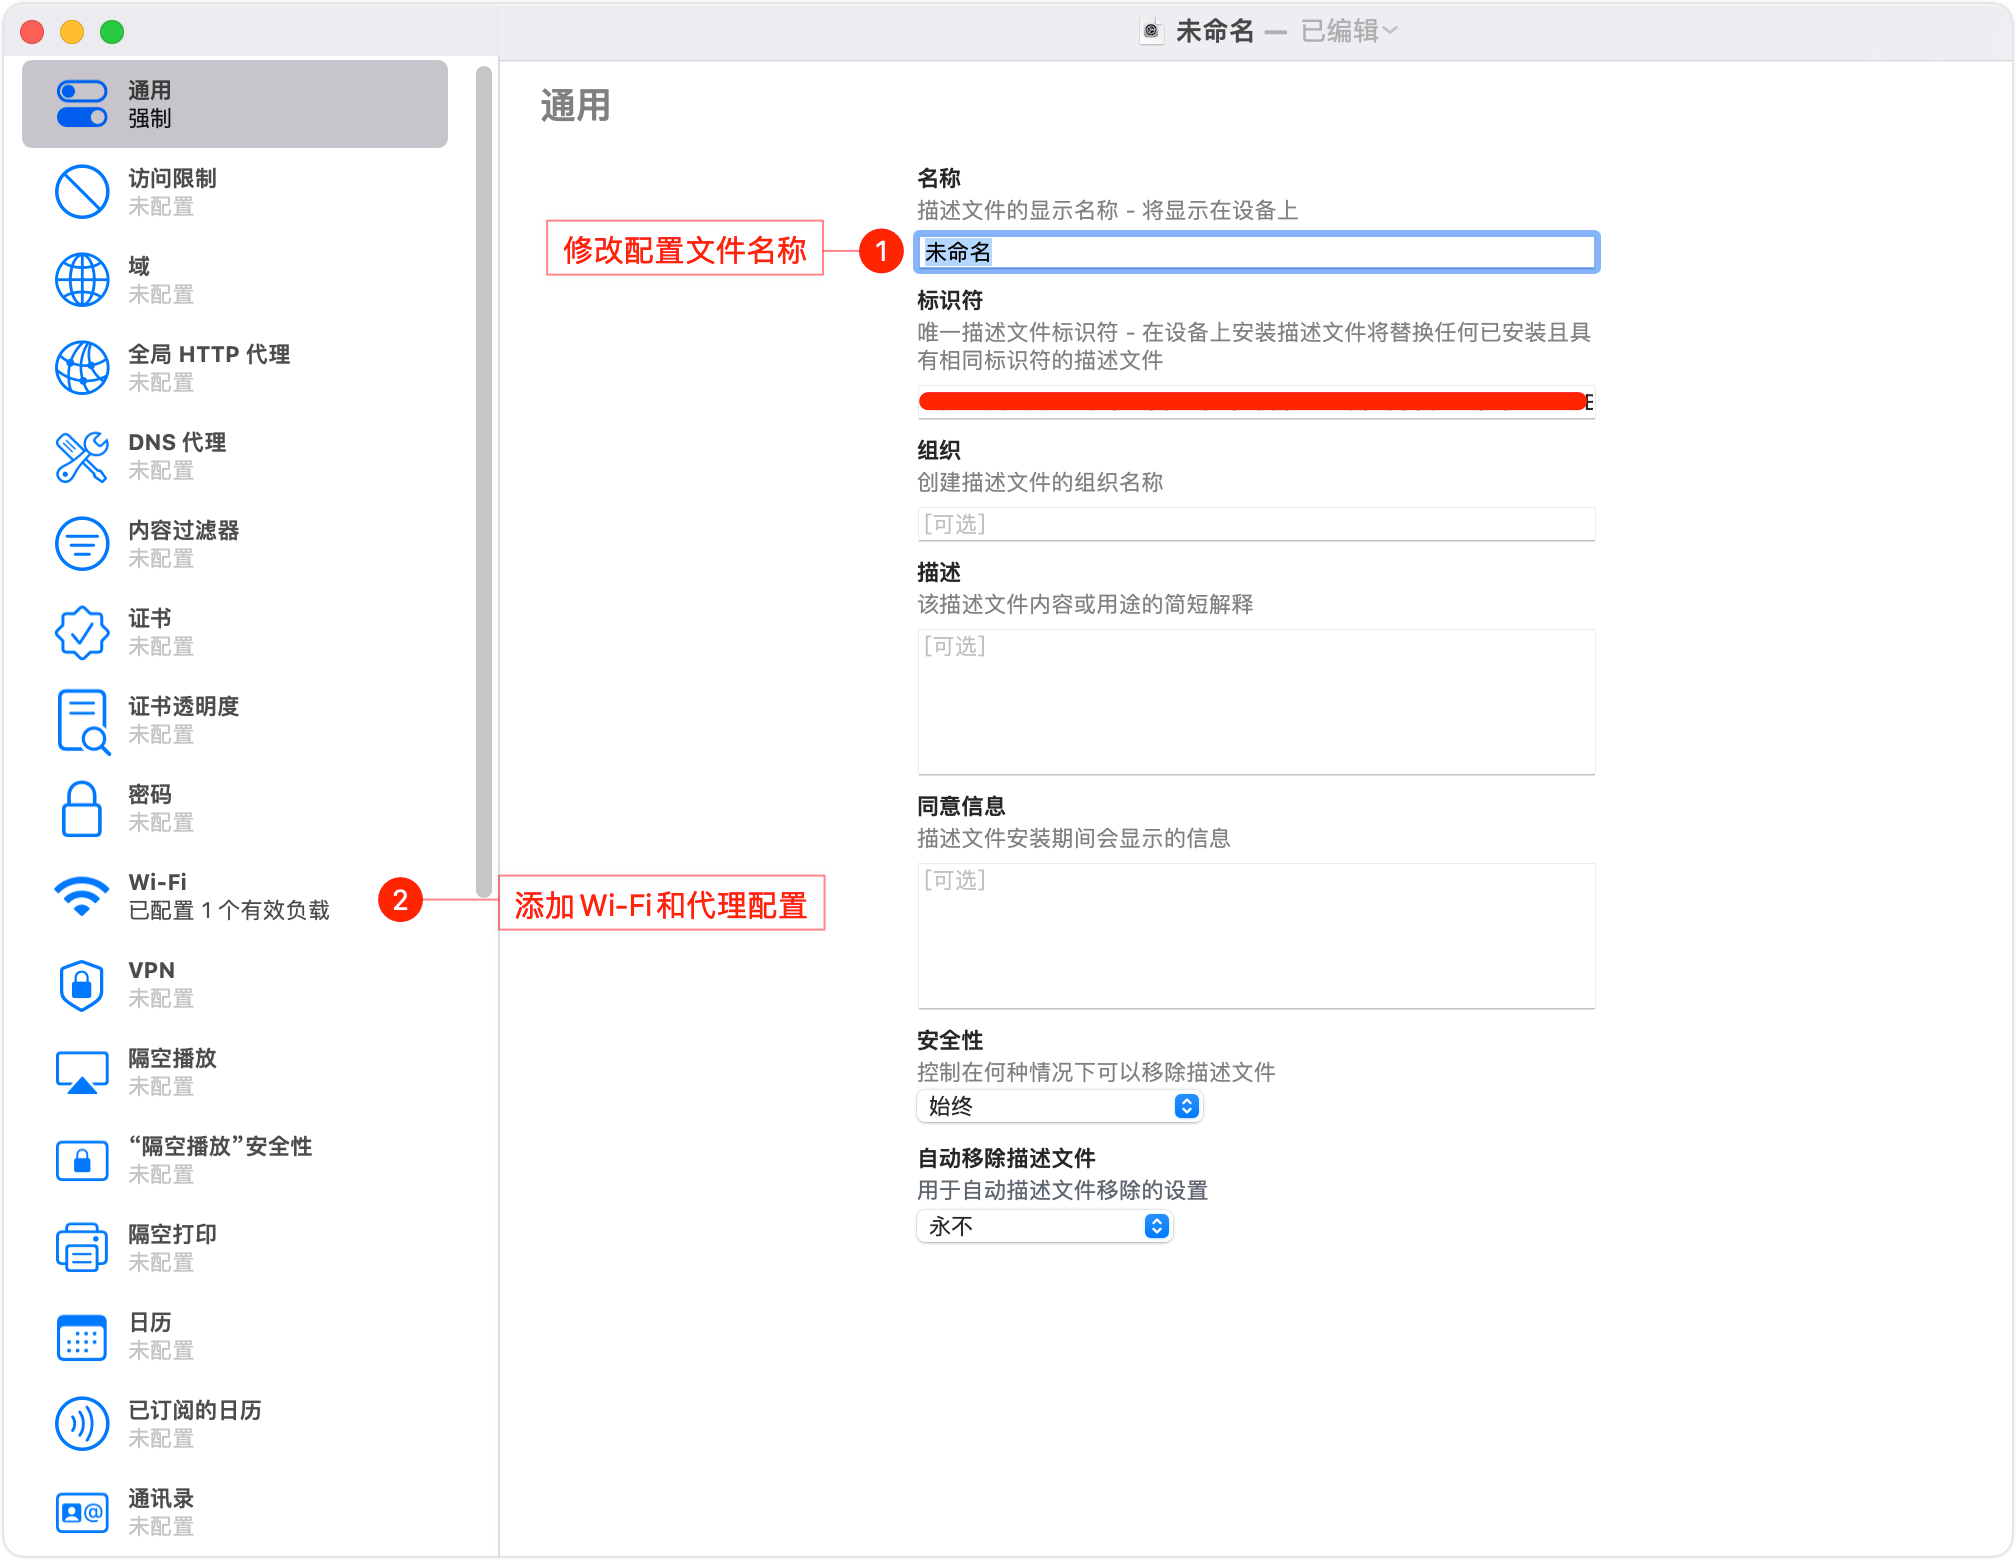 未命名 — 已编辑
通用
强制
访问限制
未配置
域
未配置
全局 HTTP 代理
未配置
DNS 代理
未配置
内容过滤器
未配置
证书
未配置
证书透明度
未配置
密码
未配置
Wi-Fi
已配置 1 个有效负载
VPN
未配置
隔空播放
未配置
“隔空播放”安全性
未配置
隔空打印
未配置
日历
未配置
已订阅的日历
未配置
通讯录
未配置
通用
名称
描述文件的显示名称 - 将显示在设备上
修改配置文件名称
1
未命名
标识符
唯一描述文件标识符 - 在设备上安装描述文件将替换任何已安装且具
有相同标识符的描述文件
组织
创建描述文件的组织名称
[可选]
描述
该描述文件内容或用途的简短解释
[可选]
同意信息
描述文件安装期间会显示的信息
[可选]
2
添加Wi-Fi和代理配置
安全性
控制在何种情况下可以移除描述文件
始终
自动移除描述文件
用于自动描述文件移除的设置
永不